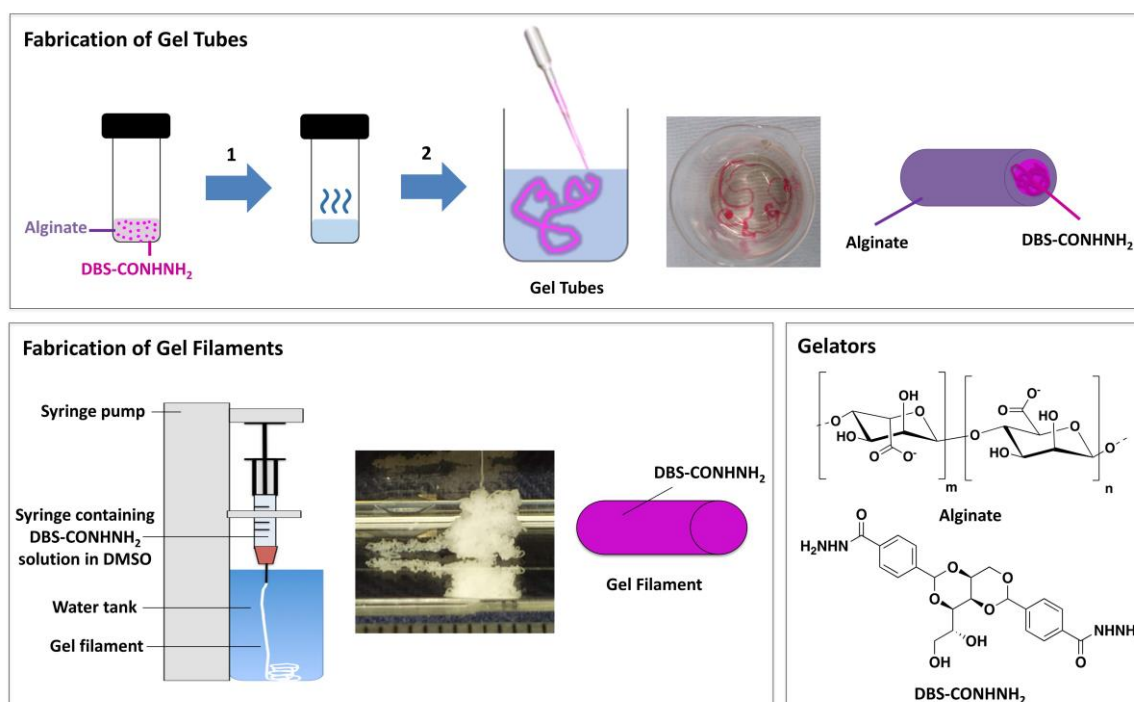 Fabrication of Gel Tubes
1
2
Alginate
DBS-CONHNH₂
Gel Tubes
Alginate
DBS-CONHNH₂
Fabrication of Gel Filaments
Syringe pump
Syringe containing
DBS-CONHNH₂
solution in DMSO
Water tank
Gel filament
DBS-CONHNH₂
Gel Filament
Gelators
O⁻
O
OH
O
O
HO
O
O⁻
m
O
O⁻
O
OH
HO
O
O
n
Alginate
O
H₂NHN
O
O
O
O
OH
OH
O
NHNH₂
DBS-CONHNH₂